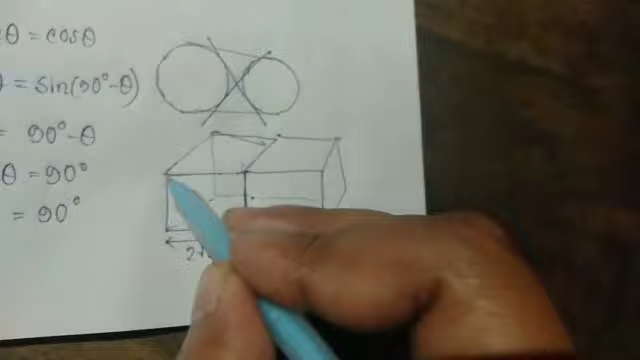 θ = cosθ
= sin(90°-θ)
= 90°-θ
θ = 90°
= 90°